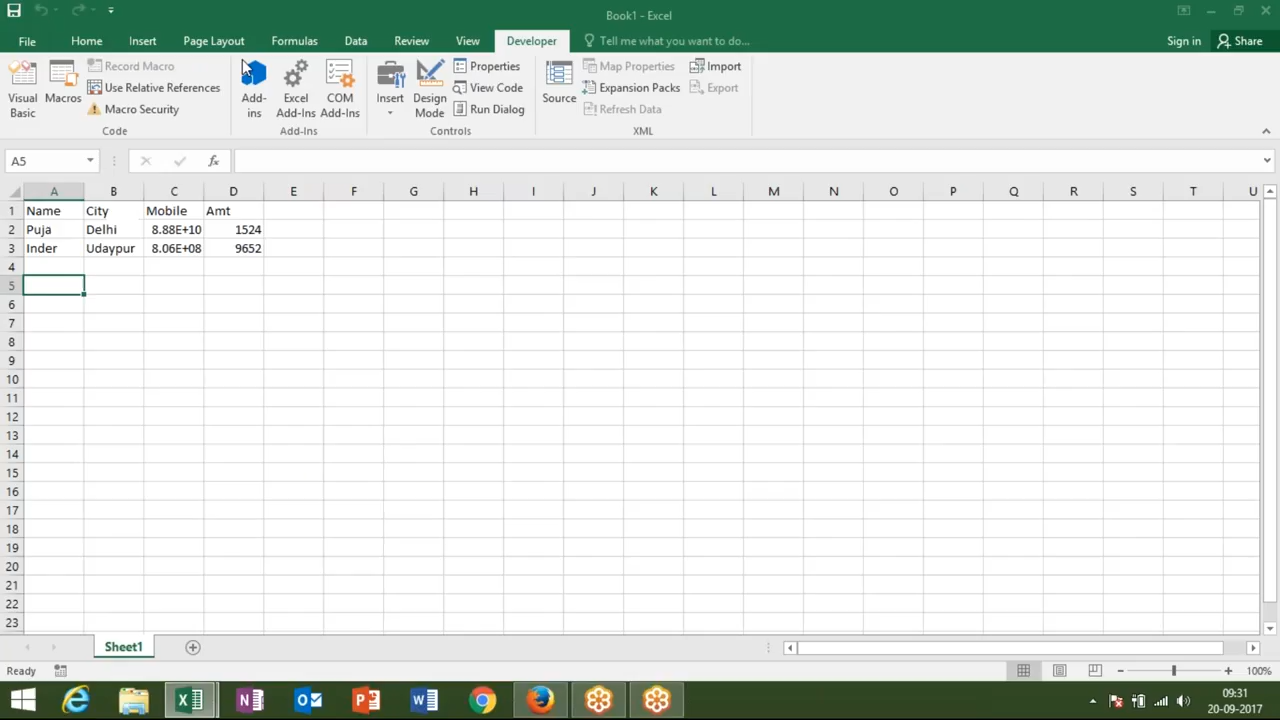 Book1 - Excel
File Home Insert Page Layout Formulas Data Review View Developer Tell me what you want to do... Sign in Share
Visual Basic
Macros
Record Macro
Use Relative References
Macro Security
Code
Add-ins
Excel Add-Ins
COM Add-Ins
Add-Ins
Insert
Design Mode
Properties
View Code
Run Dialog
Controls
Source
Map Properties
Expansion Packs
Refresh Data
Import
Export
XML
A5
fx
A B C D E F G H I J K L M N O P Q R S T U
1 Name City Mobile Amt
2 Puja Delhi 8.88E+10 1524
3 Inder Udaypur 8.06E+08 9652
4
5
6
7
8
9
10
11
12
13
14
15
16
17
18
19
20
21
22
23
Sheet1
Ready
100%
09:31
20-09-2017